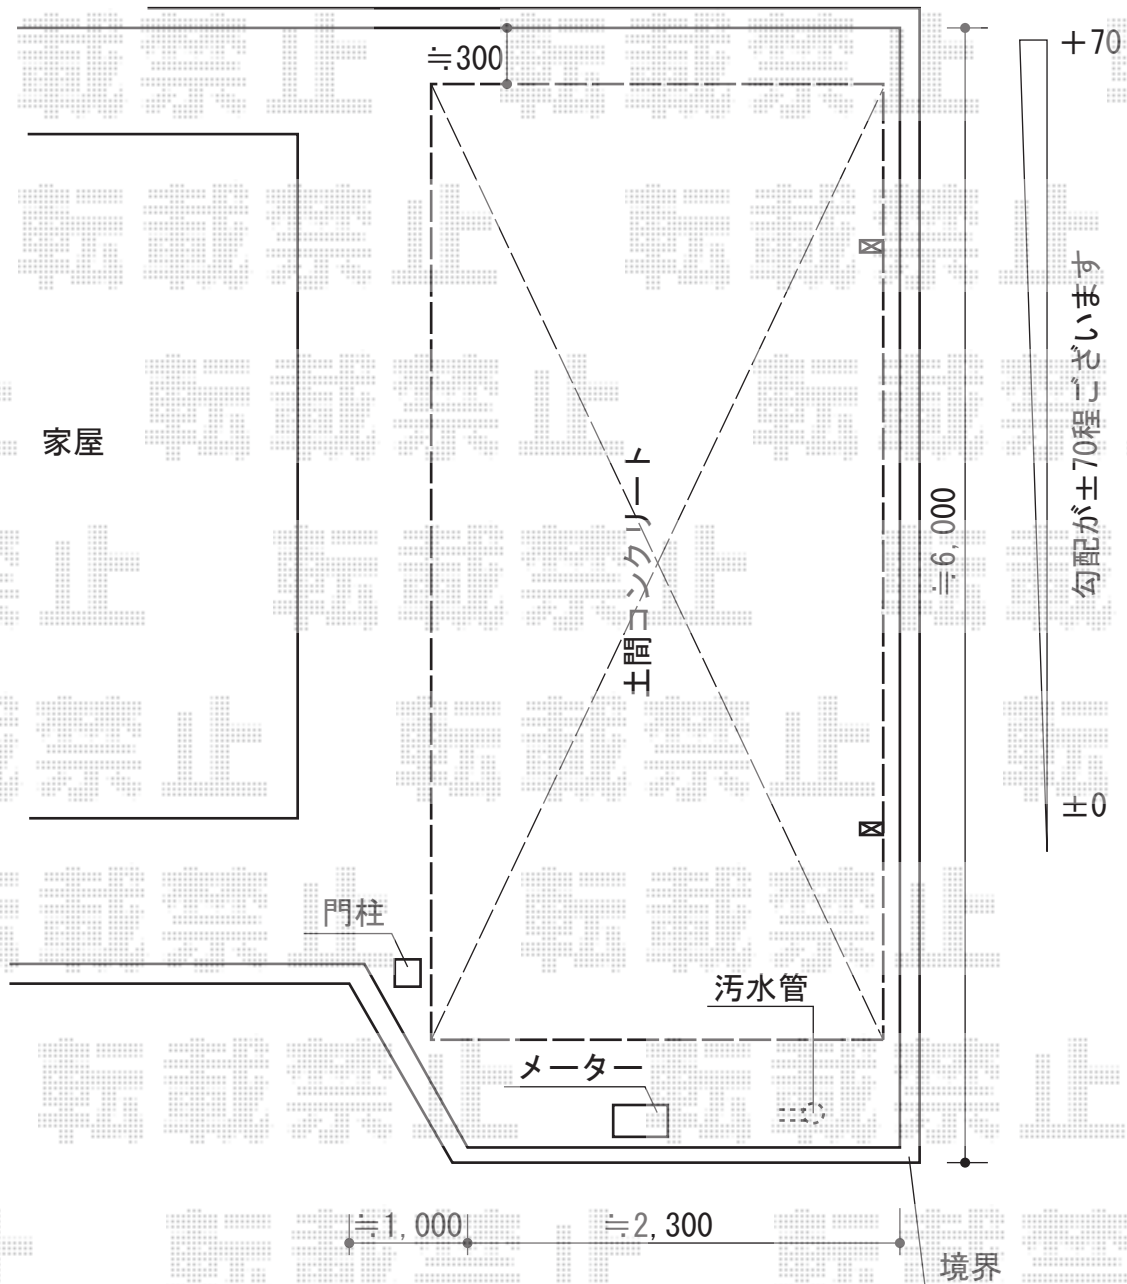 ≒300
+70
勾配が±70程ございます
家屋
土間コンクリート
≒6,000
±0
門柱
汚水管
メーター
≒1,000
≒2,300
境界
転載禁止